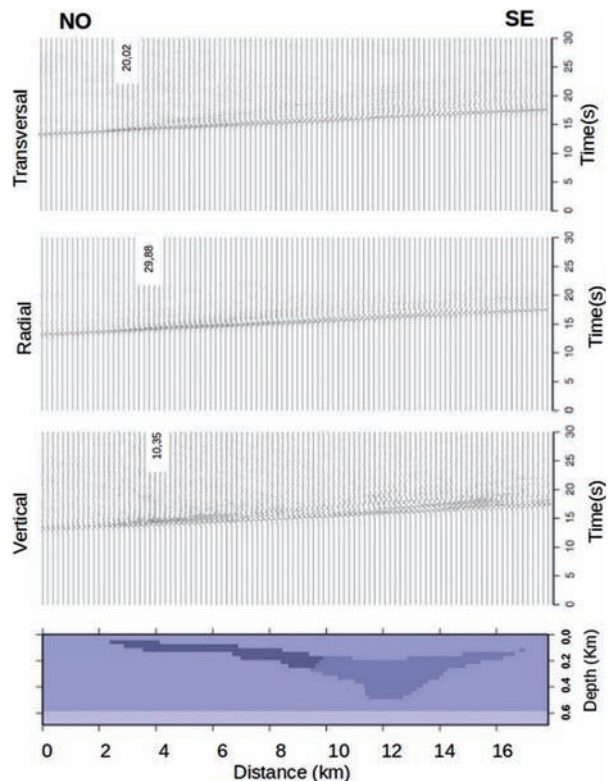 NO SE
Transversal
20,02
0 5 10 15 20 25 30
Time(s)
Radial
29,88
0 5 10 15 20 25 30
Time(s)
Vertical
10,35
0 5 10 15 20 25 30
Time(s)
0.0
0.2
0.4
0.6
Depth (Km)
0 2 4 6 8 10 12 14 16
Distance (km)